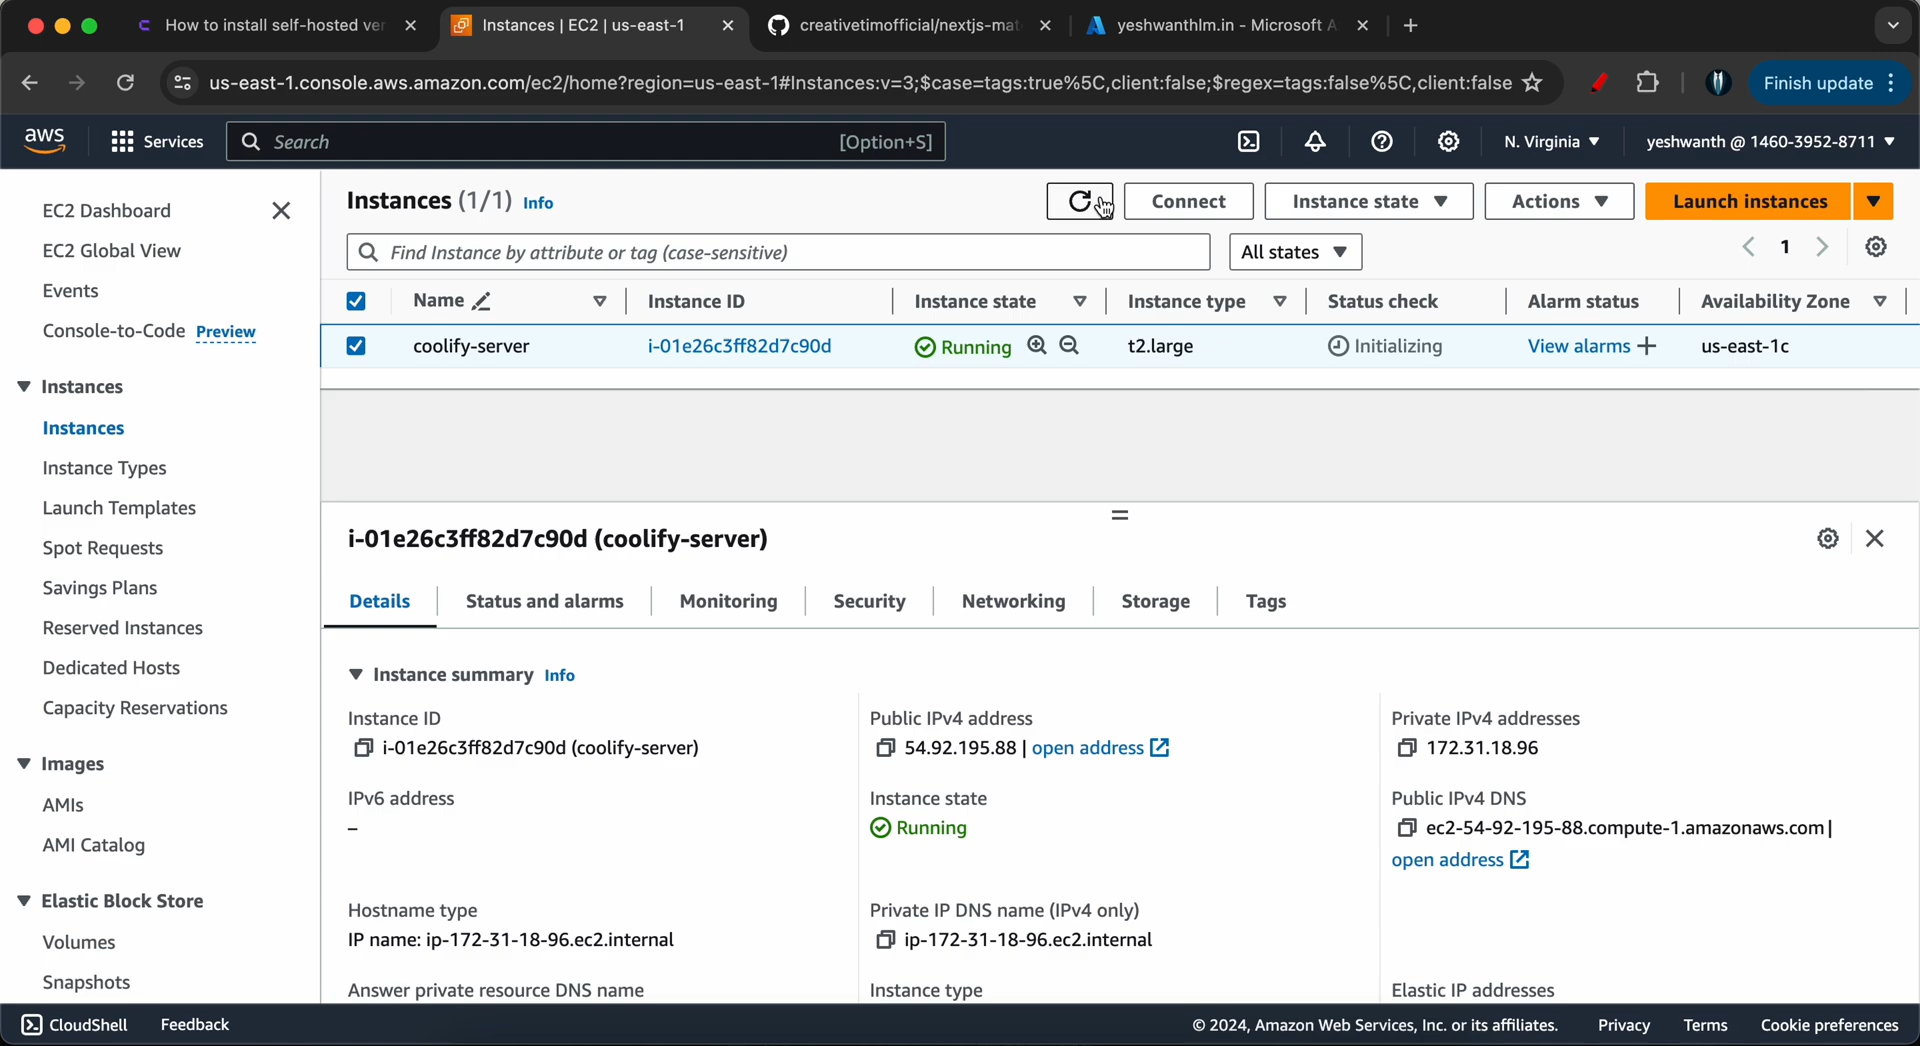 How to install self-hosted ver
Instances | EC2 | us-east-1
creativetimofficial/nextjs-mat
yeshwanthlm.in - Microsoft A
us-east-1.console.aws.amazon.com/ec2/home?region=us-east-1#Instances:v=3;$case=tags:true%5C,client:false;$regex=tags:false%5C,client:false
Finish update
aws
Services
Search
[Option+S]
N. Virginia
yeshwanth @ 1460-3952-8711
EC2 Dashboard
EC2 Global View
Events
Console-to-Code Preview
Instances
Instances
Instance Types
Launch Templates
Spot Requests
Savings Plans
Reserved Instances
Dedicated Hosts
Capacity Reservations
Images
AMIs
AMI Catalog
Elastic Block Store
Volumes
Snapshots
Instances (1/1) Info
Connect
Instance state
Actions
Launch instances
Find Instance by attribute or tag (case-sensitive)
All states
1
Name
Instance ID
Instance state
Instance type
Status check
Alarm status
Availability Zone
coolify-server
i-01e26c3ff82d7c90d
Running
t2.large
Initializing
View alarms
us-east-1c
i-01e26c3ff82d7c90d (coolify-server)
Details
Status and alarms
Monitoring
Security
Networking
Storage
Tags
Instance summary Info
Instance ID
i-01e26c3ff82d7c90d (coolify-server)
Public IPv4 address
54.92.195.88 | open address
Private IPv4 addresses
172.31.18.96
IPv6 address
–
Instance state
Running
Public IPv4 DNS
ec2-54-92-195-88.compute-1.amazonaws.com |
open address
Hostname type
IP name: ip-172-31-18-96.ec2.internal
Private IP DNS name (IPv4 only)
ip-172-31-18-96.ec2.internal
Answer private resource DNS name
Instance type
Elastic IP addresses
CloudShell
Feedback
© 2024, Amazon Web Services, Inc. or its affiliates.
Privacy
Terms
Cookie preferences